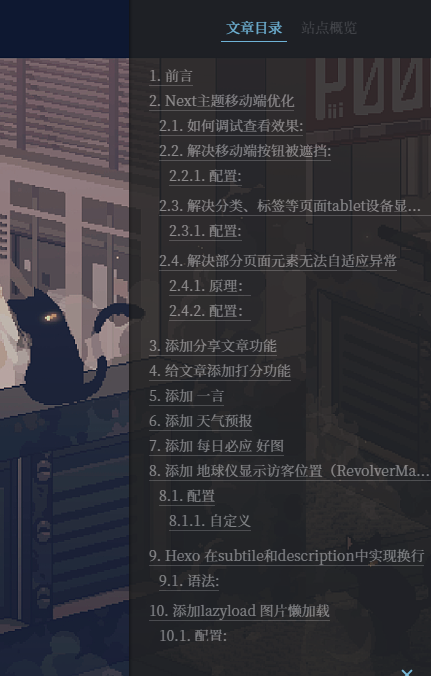 文章目录 站点概览
1. 前言
2. Next主题移动端优化
2.1. 如何调试查看效果:
2.2. 解决移动端按钮被遮挡:
2.2.1. 配置:
2.3. 解决分类、标签等页面tablet设备显...
2.3.1. 配置:
2.4. 解决部分页面元素无法自适应异常
2.4.1. 原理：
2.4.2. 配置：
3. 添加分享文章功能
4. 给文章添加打分功能
5. 添加 一言
6. 添加 天气预报
7. 添加 每日必应 好图
8. 添加 地球仪显示访客位置（RevolverMa...
8.1. 配置
8.1.1. 自定义
9. Hexo 在subtile和description中实现换行
9.1. 语法:
10. 添加lazyload 图片懒加载
10.1. 配置: